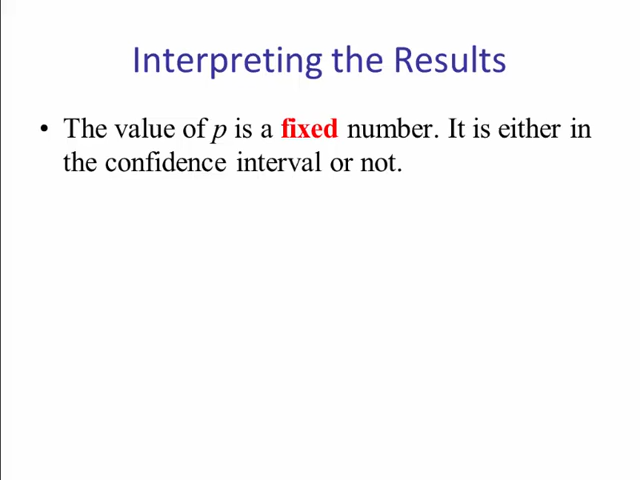 Interpreting the Results
• The value of p is a fixed number. It is either in
the confidence interval or not.